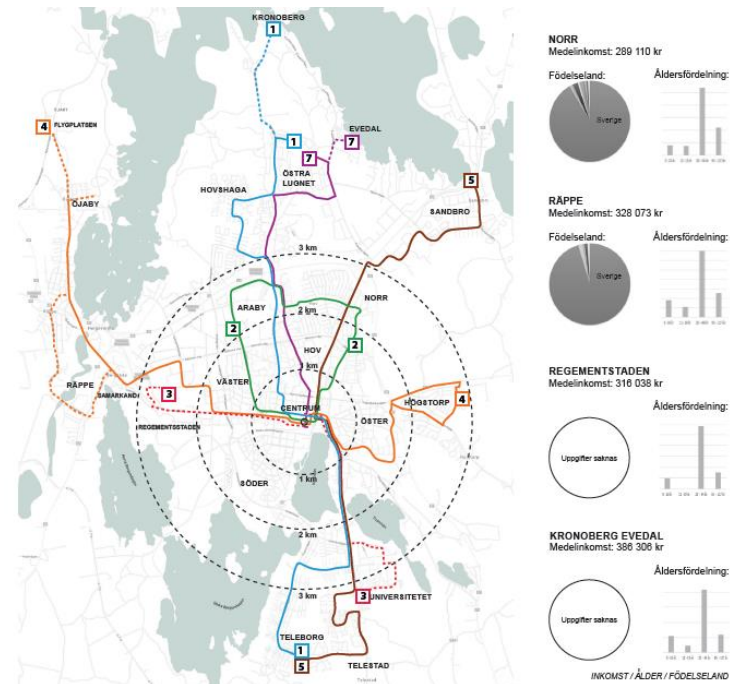 KRONOBERG
1
4 FLYGPLATSEN
1
EVEDAL
7
7
ÖSTRA
LUGNET
HOVSHAGA
5
ÖJABY
SANDBRO
3 km
NORR
ARABY
2 km
2
2
HOV
RÄPPE
SAMARKAND
VÄSTER
1 km
3
HÖGSTORP
4
CENTRUM
ÖSTER
REGEMENTSSTADEN
1 km
SÖDER
2 km
3 km
3 UNIVERSITETET
TELEBORG
1
5
TELESTAD
NORR
Medelinkomst: 289 110 kr
Födelseland:
Åldersfördelning:
Sverige
RÄPPE
Medelinkomst: 328 073 kr
Födelseland:
Åldersfördelning:
Sverige
REGEMENTSTADEN
Medelinkomst: 316 038 kr
Åldersfördelning:
Uppgifter saknas
KRONOBERG EVEDAL
Medelinkomst: 386 306 kr
Åldersfördelning:
Uppgifter saknas
INKOMST / ÅLDER / FÖDELSELAND